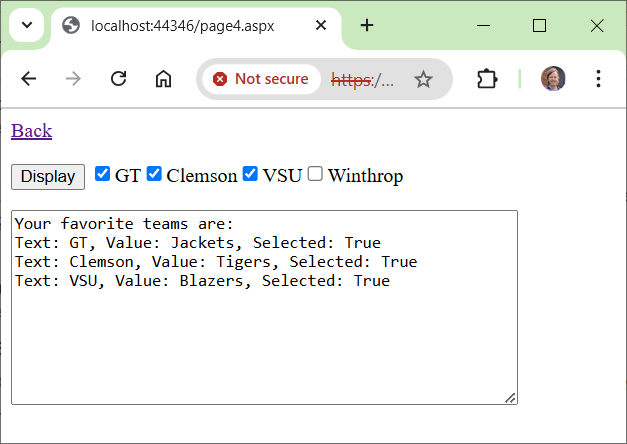 localhost:44346/page4.aspx
Not secure https:/...
Back
Display GT Clemson VSU Winthrop
Your favorite teams are:
Text: GT, Value: Jackets, Selected: True
Text: Clemson, Value: Tigers, Selected: True
Text: VSU, Value: Blazers, Selected: True